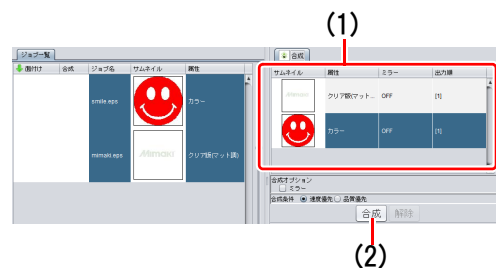 (1)
ジョブ一覧
面付け 合成 ジョブ名 サムネイル 属性
smile.eps カラー
mimaki.eps Mimaki クリア版(マット調)
合成
サムネイル 属性 ミラー 出力順
Mimaki クリア版(マット... OFF [1]
カラー OFF [1]
合成オプション
ミラー
合成条件 速度優先 品質優先
合成 解除
(2)